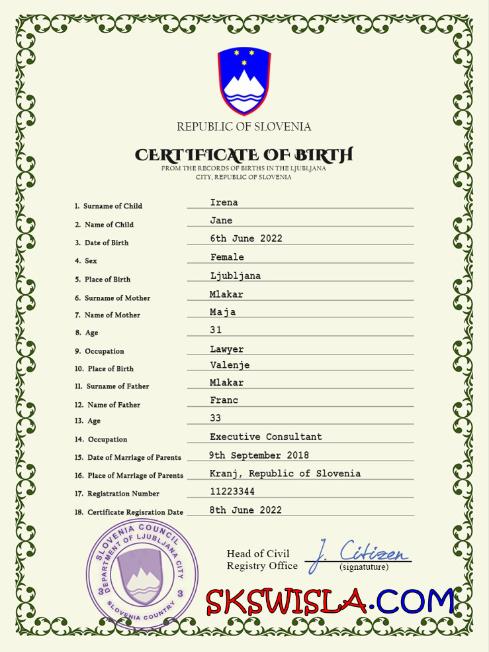 REPUBLIC OF SLOVENIA
CERTIFICATE OF BIRTH
FROM THE RECORDS OF BIRTHS IN THE LJUBLJANA
CITY, REPUBLIC OF SLOVENIA
1. Surname of Child Irena
2. Name of Child Jane
3. Date of Birth 6th June 2022
4. Sex Female
5. Place of Birth Ljubljana
6. Surname of Mother Mlakar
7. Name of Mother Maja
8. Age 31
9. Occupation Lawyer
10. Place of Birth Valenje
11. Surname of Father Mlakar
12. Name of Father Franc
13. Age 33
14. Occupation Executive Consultant
15. Date of Marriage of Parents 9th September 2018
16. Place of Marriage of Parents Kranj, Republic of Slovenia
17. Registration Number 11223344
18. Certificate Regisration Date 8th June 2022
SLOVENIA COUNCIL
DEPARTMENT OF LJUBLJANA CITY
3 3
SLOVENIA COUNTRY
Head of Civil
Registry Office J. Citizen
(signatuture)
SKSWISLA.COM